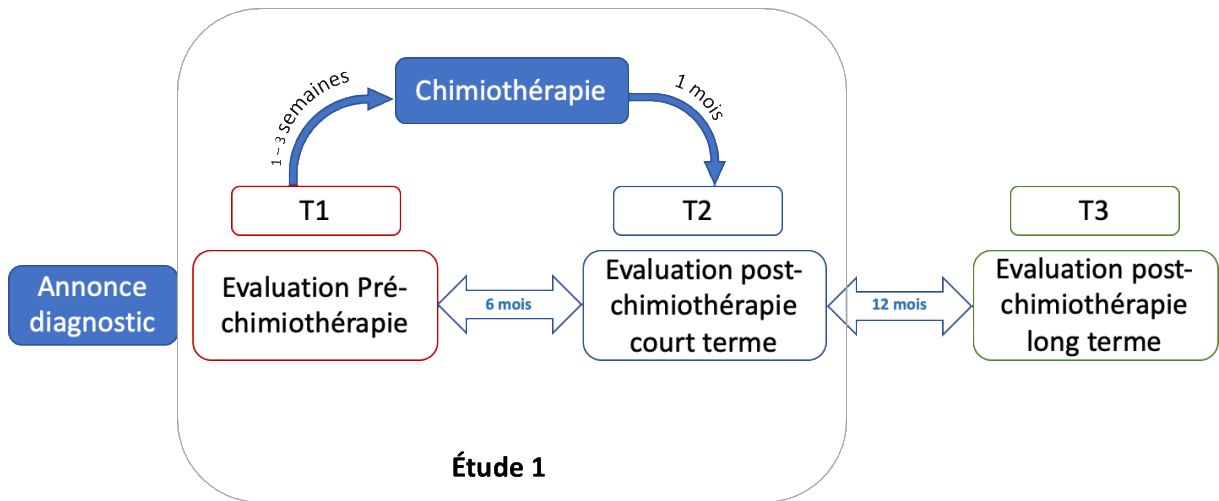 Chimiothérapie
1 – 3 semaines
1 mois
T1
T2
T3
Annonce
diagnostic
Evaluation Pré-
chimiothérapie
6 mois
Evaluation post-
chimiothérapie
court terme
12 mois
Evaluation post-
chimiothérapie
long terme
Étude 1